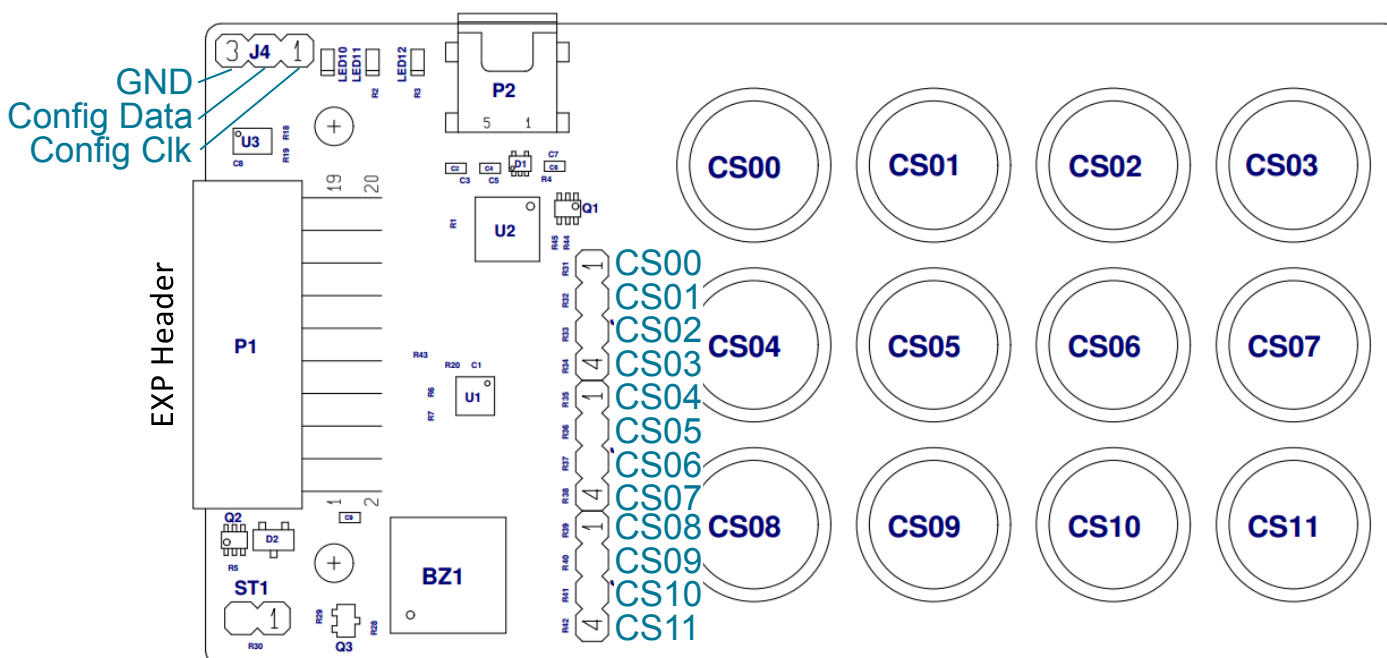 3 J4 1
LED10
LED11
LED12
R2
R3
P2
5 1
GND
Config Data
Config Clk
U3
R18
R19
C8
19
20
C2
C3
C4
C5
D1
C7
C6
R4
Q1
R1
U2
R45
R44
CS00 CS01 CS02 CS03
EXP Header
P1
R31 1 CS00
R32 CS01
R33 CS02
R34 4 CS03
R35 1 CS04
R36 CS05
R37 CS06
R38 4 CS07
R39 1 CS08
R40 CS09
R41 CS10
R42 4 CS11
CS04 CS05 CS06 CS07
R43
R20 C1
R6
R7
U1
1
2
C9
Q2
D2
R5
BZ1
CS08 CS09 CS10 CS11
ST1
1
R30
R29
R28
Q3